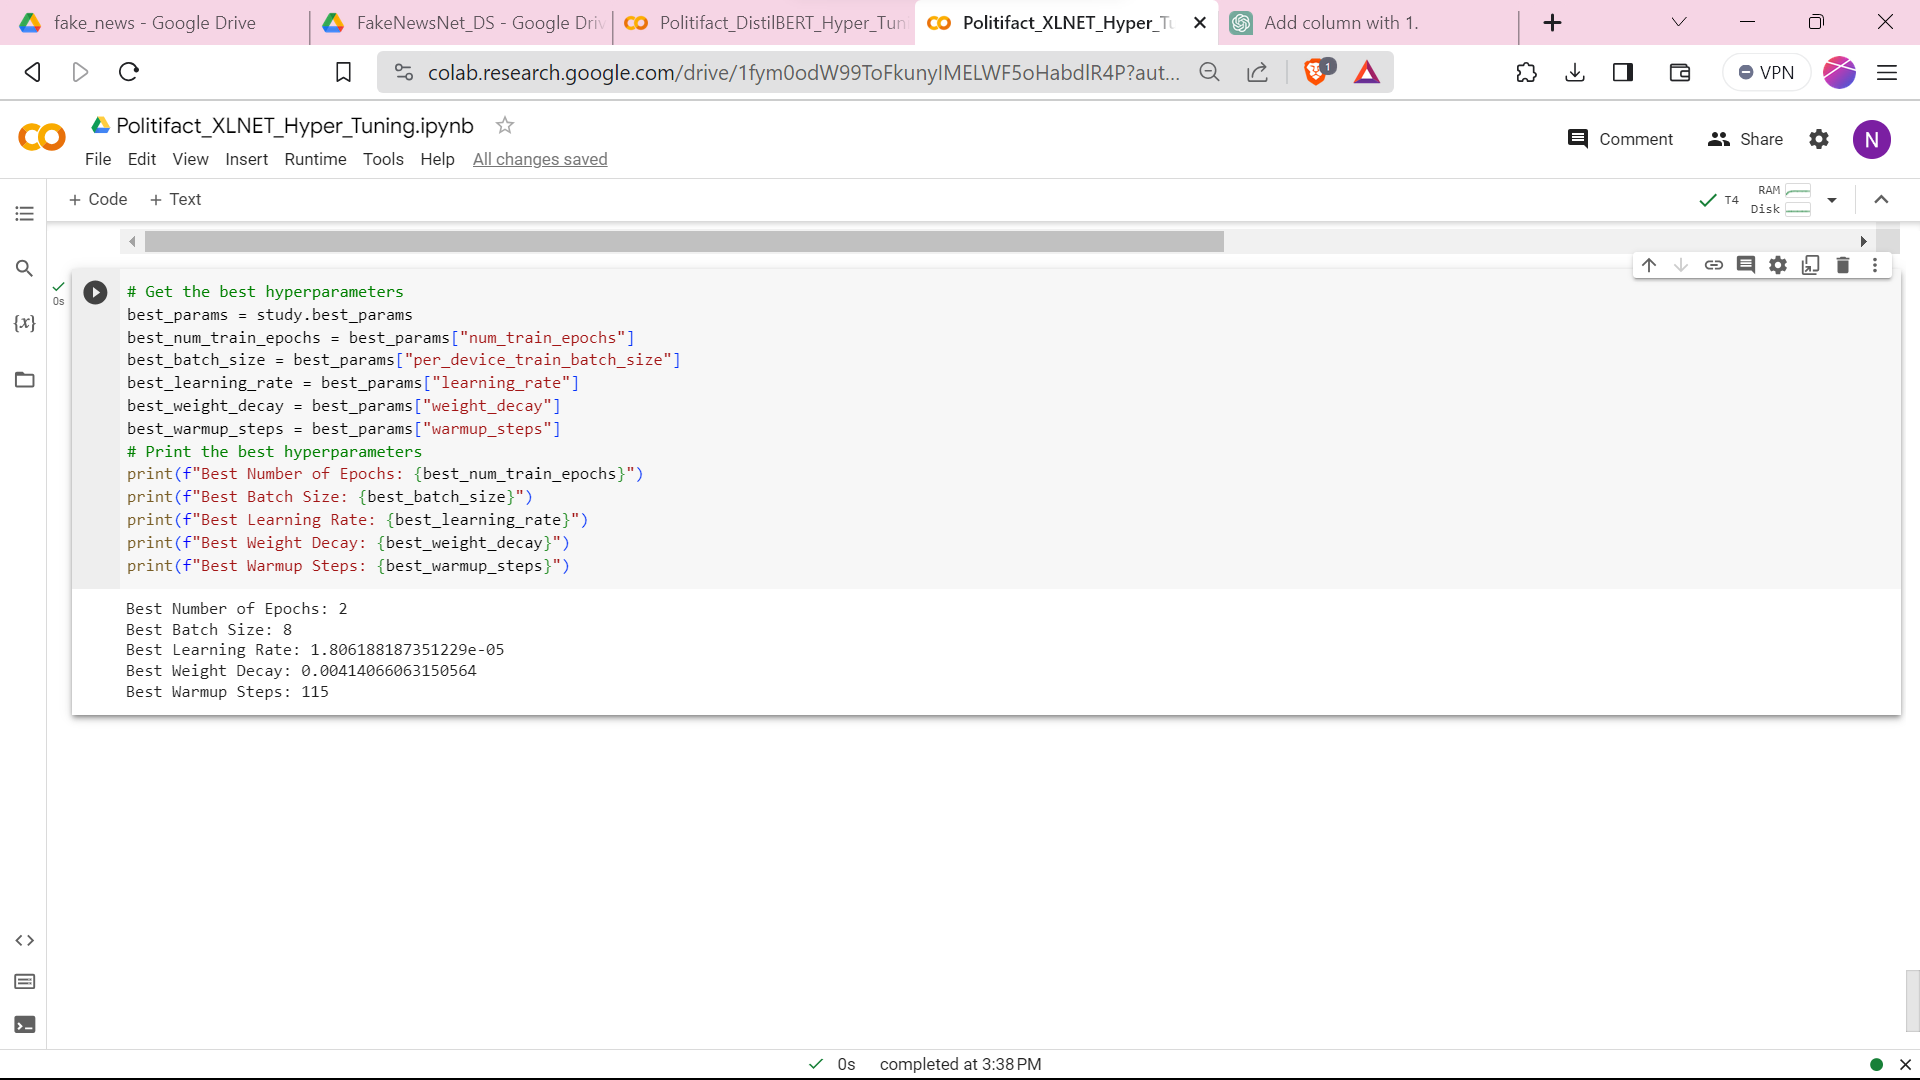 fake_news - Google Drive
FakeNewsNet_DS - Google Driv
Politifact_DistilBERT_Hyper_Tun
Politifact_XLNET_Hyper_Tu
Add column with 1.
colab.research.google.com/drive/1fym0odW99ToFkunyIMELWF5oHabdlR4P?aut...
1
VPN
Politifact_XLNET_Hyper_Tuning.ipynb
Comment
Share
N
File Edit View Insert Runtime Tools Help All changes saved
+ Code + Text
T4
RAM
Disk
{x}
0s
# Get the best hyperparameters
best_params = study.best_params
best_num_train_epochs = best_params["num_train_epochs"]
best_batch_size = best_params["per_device_train_batch_size"]
best_learning_rate = best_params["learning_rate"]
best_weight_decay = best_params["weight_decay"]
best_warmup_steps = best_params["warmup_steps"]
# Print the best hyperparameters
print(f"Best Number of Epochs: {best_num_train_epochs}")
print(f"Best Batch Size: {best_batch_size}")
print(f"Best Learning Rate: {best_learning_rate}")
print(f"Best Weight Decay: {best_weight_decay}")
print(f"Best Warmup Steps: {best_warmup_steps}")
Best Number of Epochs: 2
Best Batch Size: 8
Best Learning Rate: 1.806188187351229e-05
Best Weight Decay: 0.00414066063150564
Best Warmup Steps: 115
0s completed at 3:38 PM